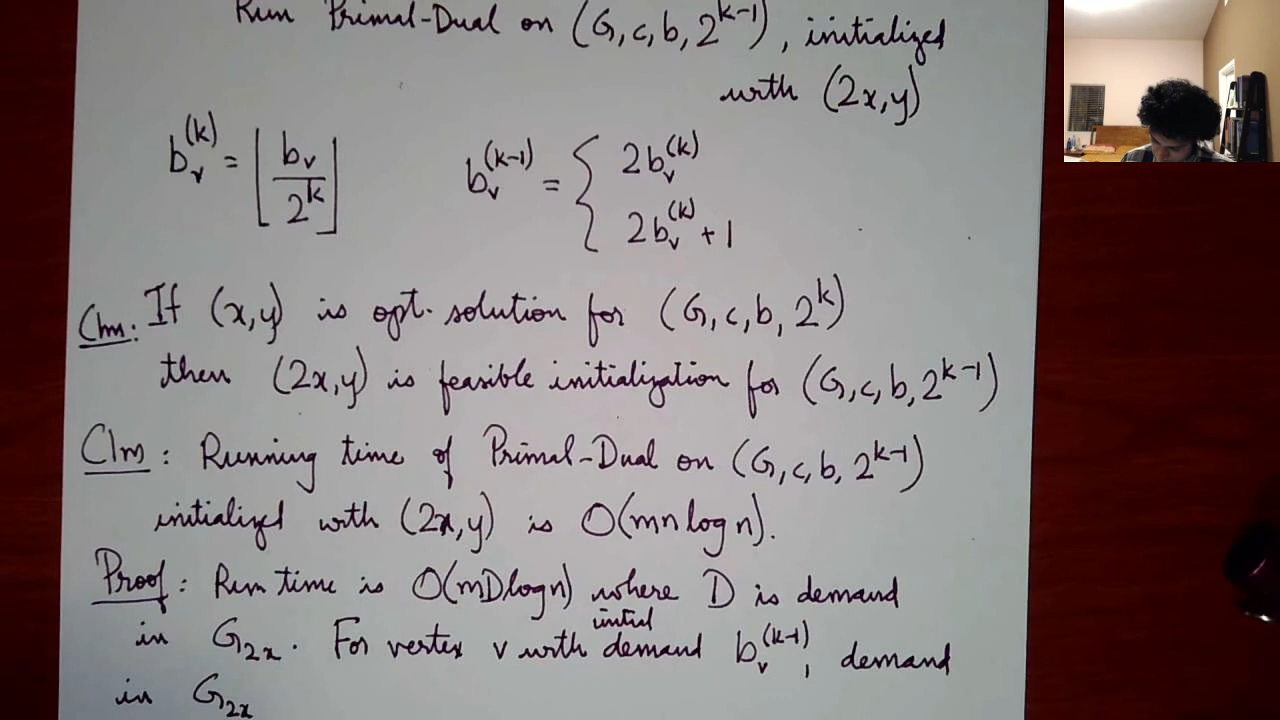 Run Primal-Dual on (G, c, b, 2^{k-1}), initialized
with (2x, y)
b_v^{(k)} = ⌊b_v / 2^k⌋ b_v^{(k-1)} = { 2b_v^{(k)}
2b_v^{(k)} + 1
Clm: If (x, y) is opt. solution for (G, c, b, 2^k)
then (2x, y) is feasible initialization for (G, c, b, 2^{k-1})
Clm: Running time of Primal-Dual on (G, c, b, 2^{k-1})
initialized with (2x, y) is O(mn log n).
Proof: Run time is O(mD log n) where D is demand
in G_{2x}. For vertex v with initial demand b_v^{(k-1)}, demand
in G_{2x}